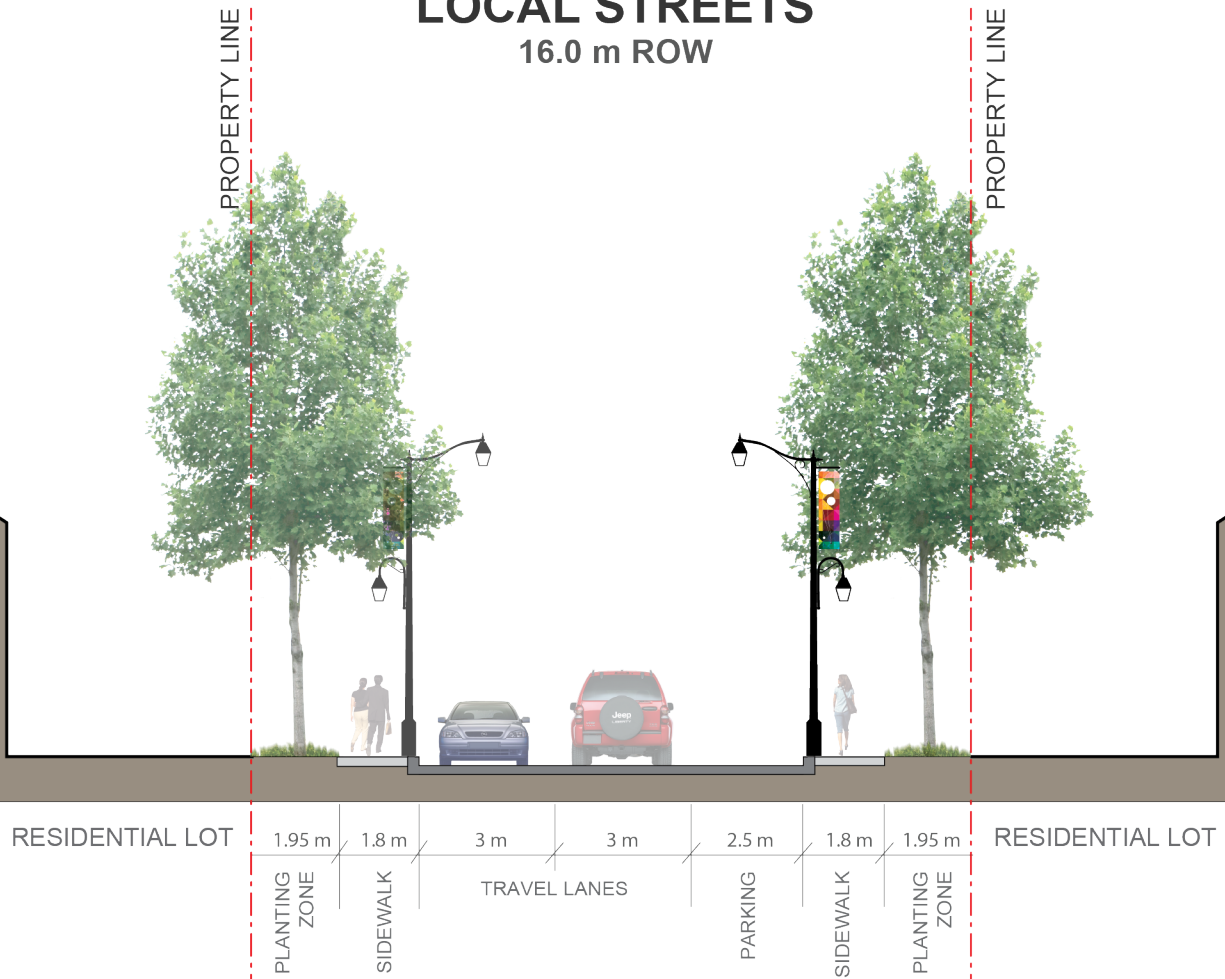 LOCAL STREETS
16.0 m ROW
PROPERTY LINE
PROPERTY LINE
Jeep
RESIDENTIAL LOT
1.95 m
1.8 m
3 m
3 m
2.5 m
1.8 m
1.95 m
RESIDENTIAL LOT
PLANTING
ZONE
SIDEWALK
TRAVEL LANES
PARKING
SIDEWALK
PLANTING
ZONE